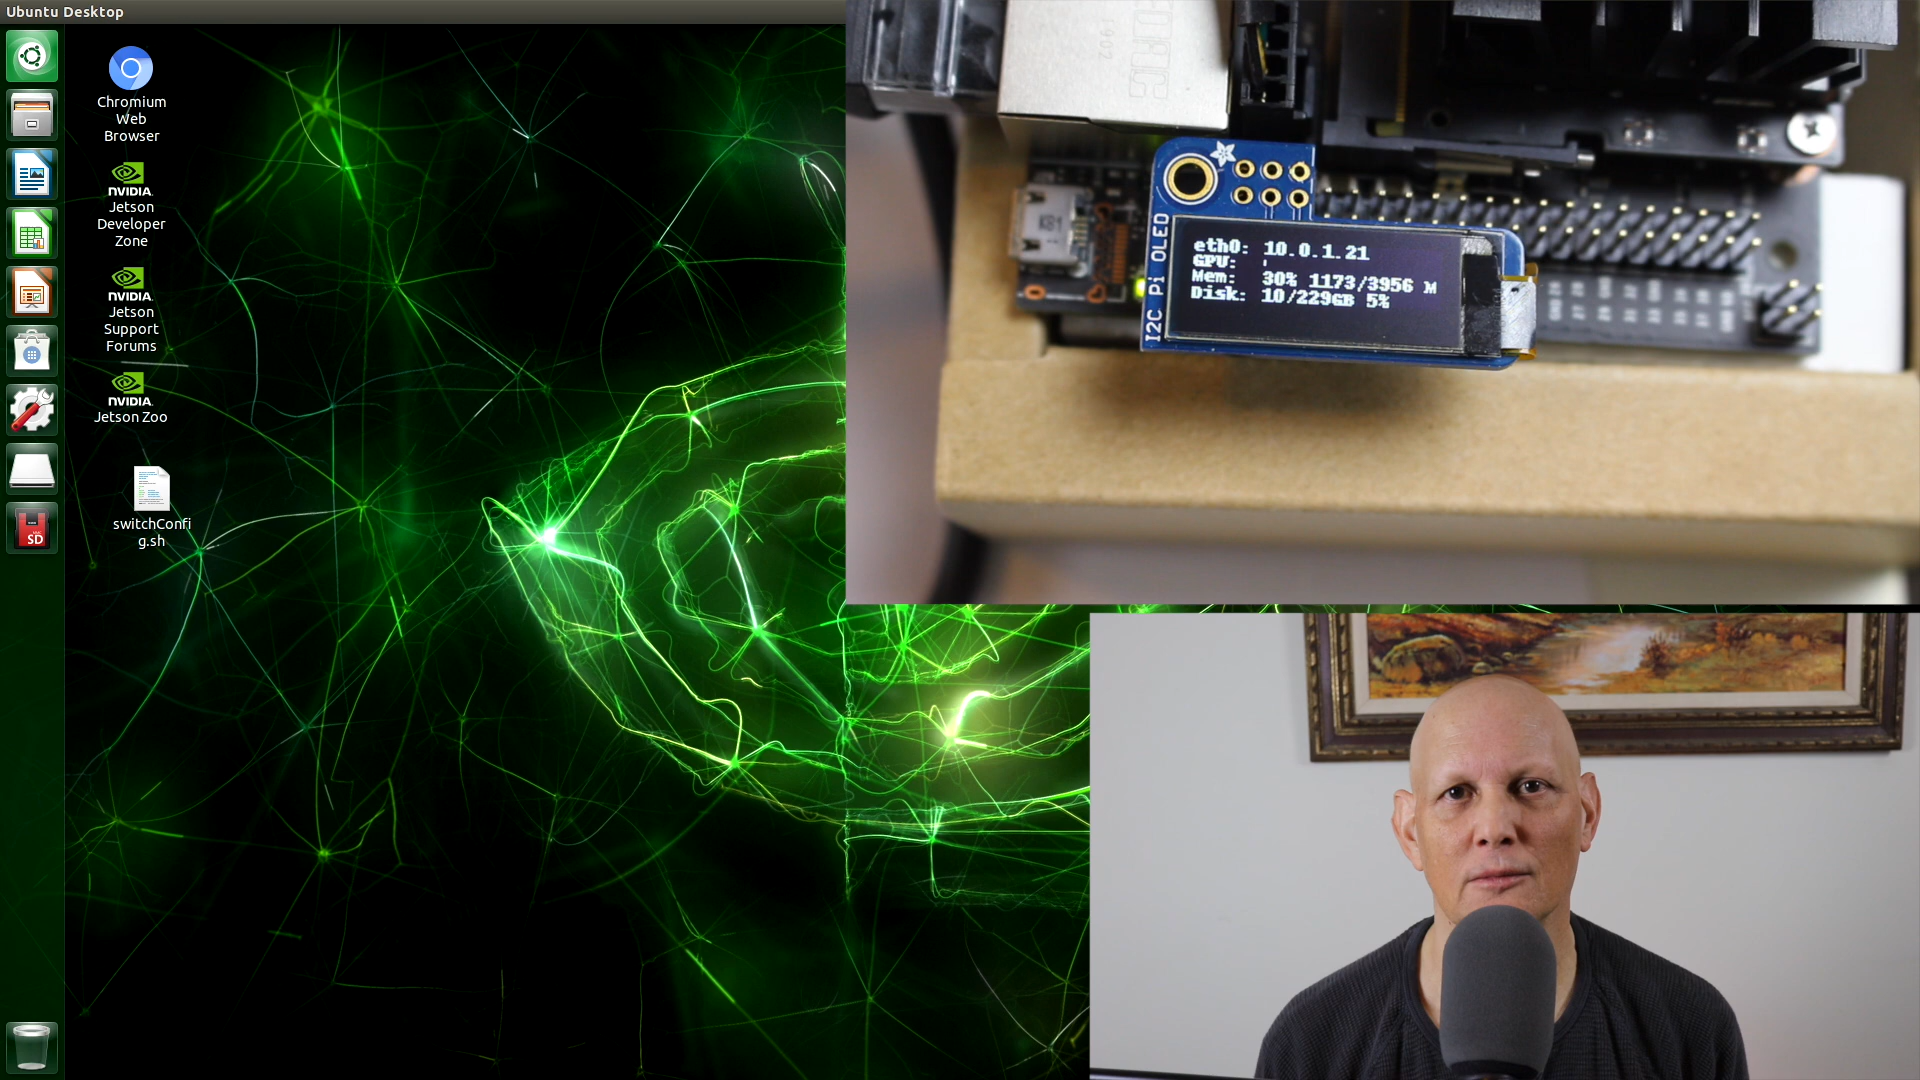 Ubuntu Desktop
Chromium
Web
Browser
NVIDIA.
Jetson
Developer
Zone
NVIDIA.
Jetson
Support
Forums
NVIDIA.
Jetson Zoo
switchConfi
g.sh
SD
1902
I2C Pi OLED
eth0: 10.0.1.21
GPU:
Mem: 30% 1173/3956 M
Disk: 10/229GB 5%